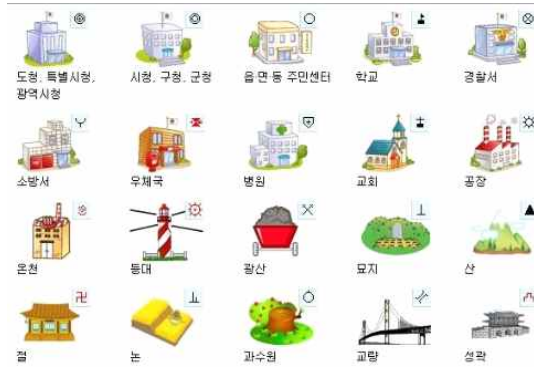 도청, 특별시청, 광역시청
시청, 구청, 군청
읍·면·동 주민센터
학교
경찰서
소방서
우체국
병원
교회
공장
온천
등대
광산
묘지
산
절
논
과수원
교량
성곽